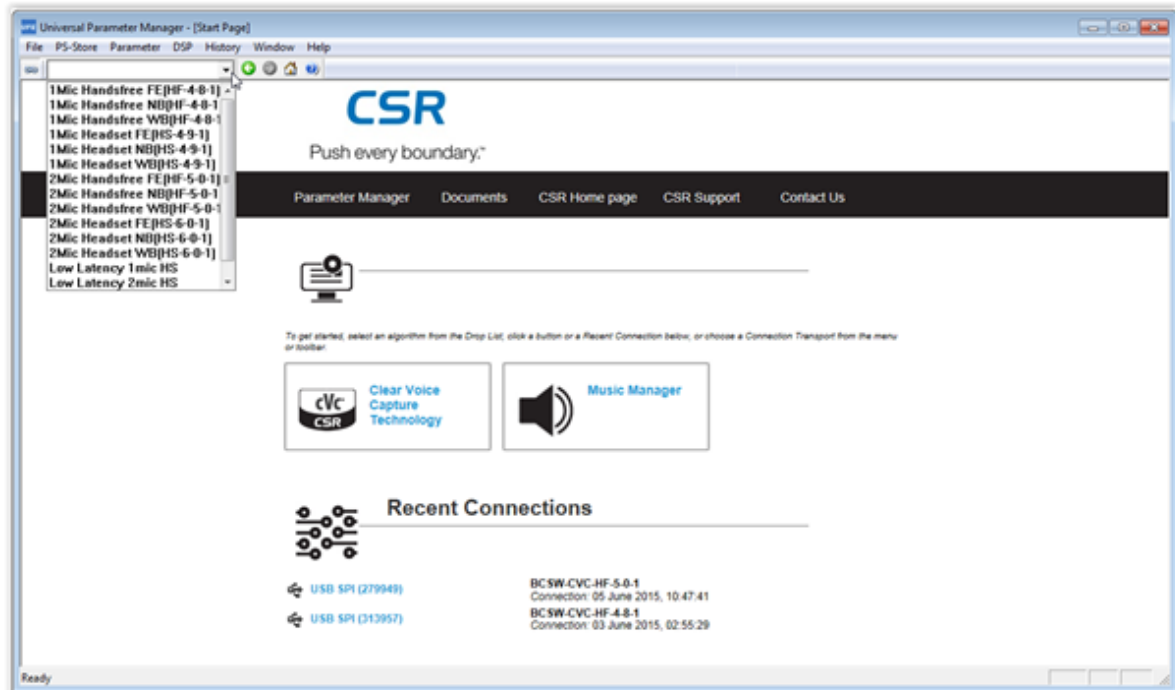 Universal Parameter Manager - [Start Page]
File PS-Store Parameter DSP History Window Help
1Mic Handsfree FE(HF-4-8-1)
1Mic Handsfree NB(HF-4-8-1
1Mic Handsfree WB(HF-4-8-1
1Mic Headset FE(HS-4-9-1)
1Mic Headset NB(HS-4-9-1)
1Mic Headset WB(HS-4-9-1)
2Mic Handsfree FE(HF-5-0-1)
2Mic Handsfree NB(HF-5-0-1
2Mic Handsfree WB(HF-5-0-1
2Mic Headset FE(HS-6-0-1)
2Mic Headset NB(HS-6-0-1)
2Mic Headset WB(HS-6-0-1)
Low Latency 1mic HS
Low Latency 2mic HS
CSR
Push every boundary.™
Parameter Manager Documents CSR Home page CSR Support Contact Us
To get started, select an algorithm from the Drop List, click a button or a Recent Connection below, or choose a Connection Transport from the menu
or toolbar.
cVc
CSR
Clear Voice
Capture
Technology
Music Manager
Recent Connections
USB SPI (279949)
BCSW-CVC-HF-5-0-1
Connection: 05 June 2015, 10:47:41
USB SPI (313957)
BCSW-CVC-HF-4-8-1
Connection: 03 June 2015, 02:55:29
Ready